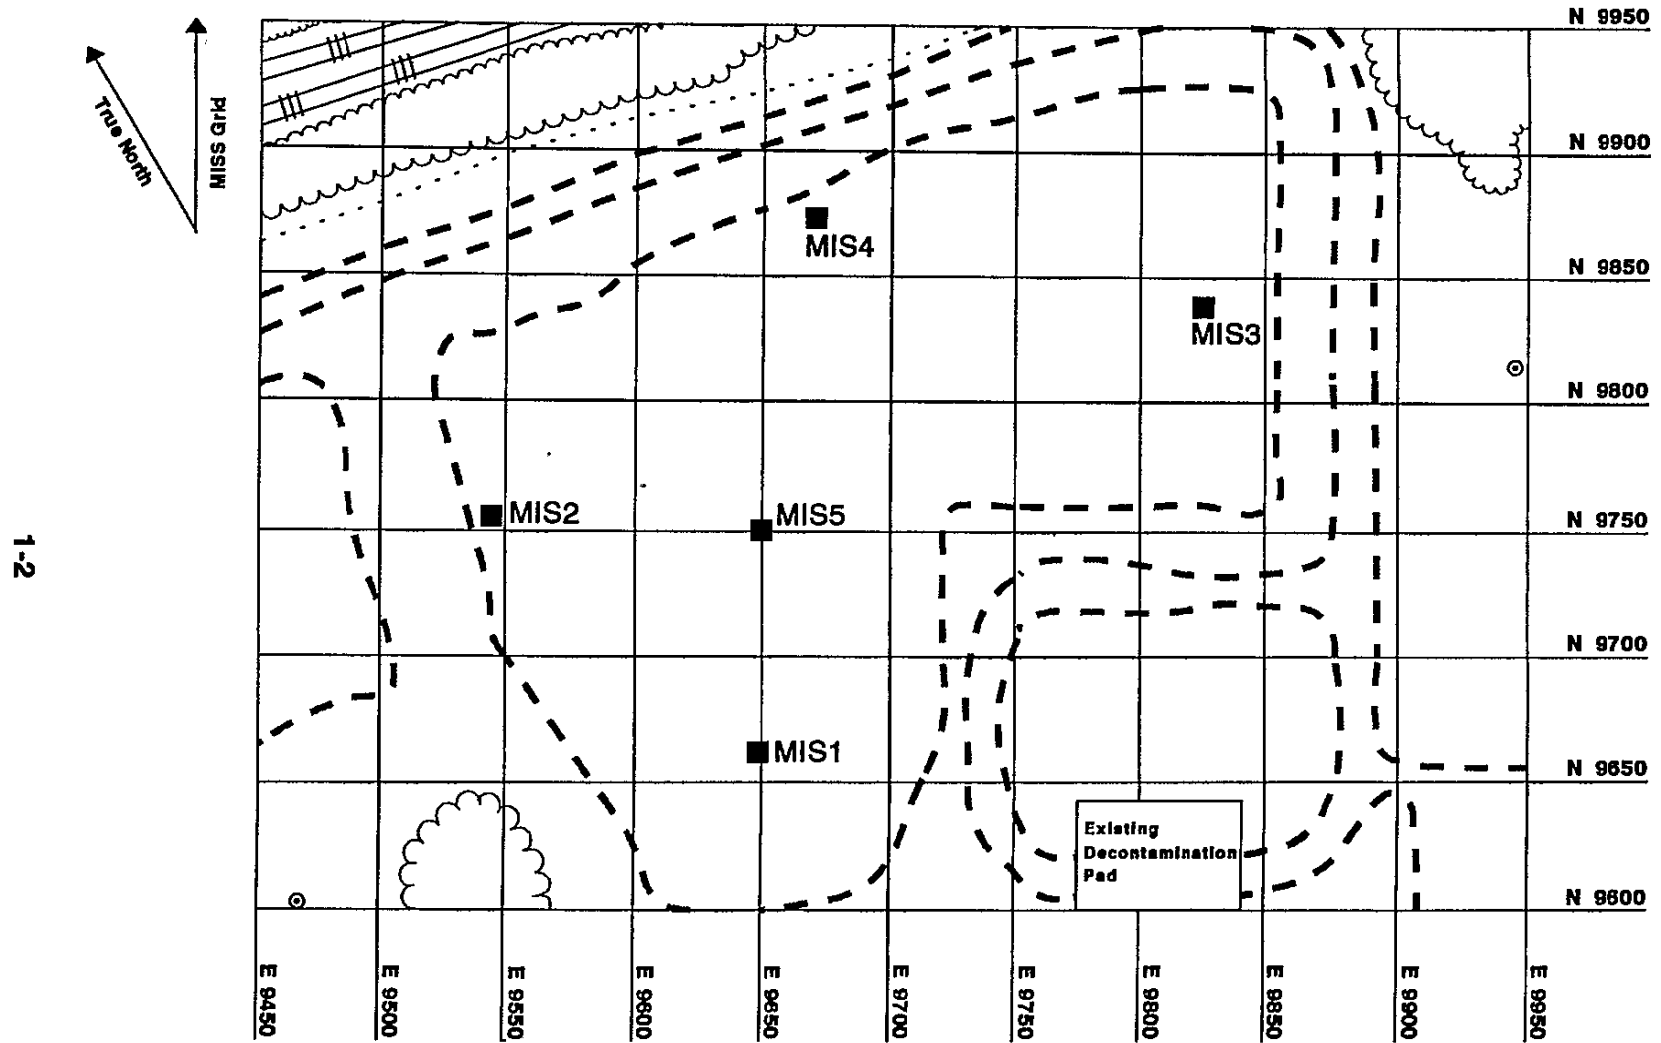 N 9950
True North
MISS Grid
N 9900
MIS4
N 9850
MIS3
N 9800
MIS2
MIS5
N 9750
1-2
N 9700
MIS1
N 9650
Existing
Decontamination
Pad
N 9600
E 9450
E 9500
E 9550
E 9600
E 9650
E 9700
E 9750
E 9800
E 9850
E 9900
E 9950